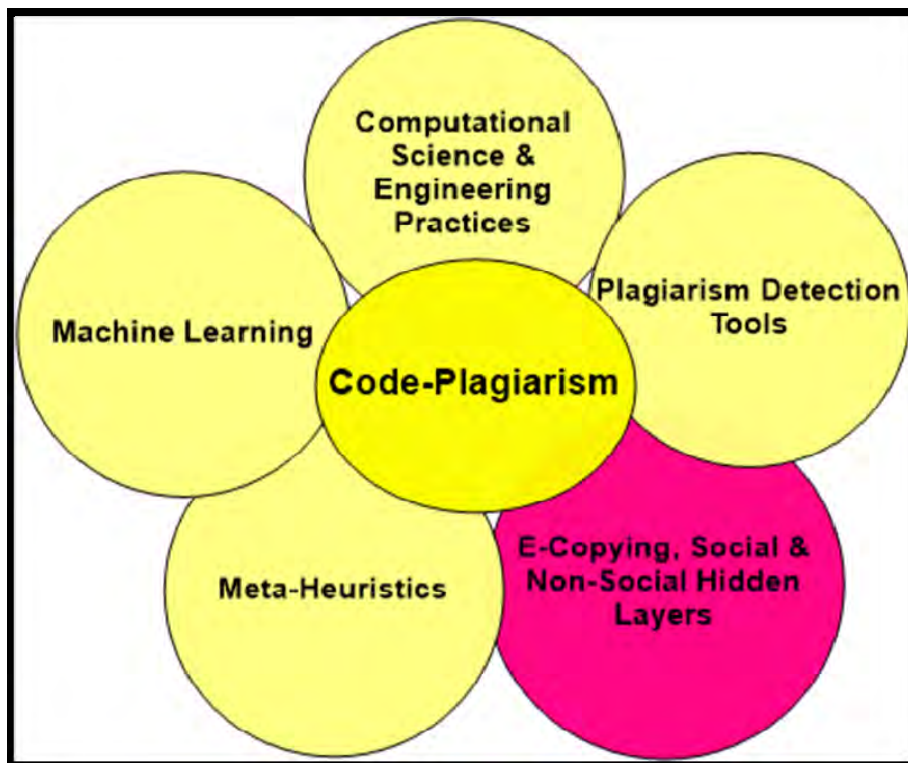 Computational
Science &
Engineering
Practices
Plagiarism Detection
Tools
Machine Learning
Code-Plagiarism
E-Copying, Social &
Non-Social Hidden
Layers
Meta-Heuristics